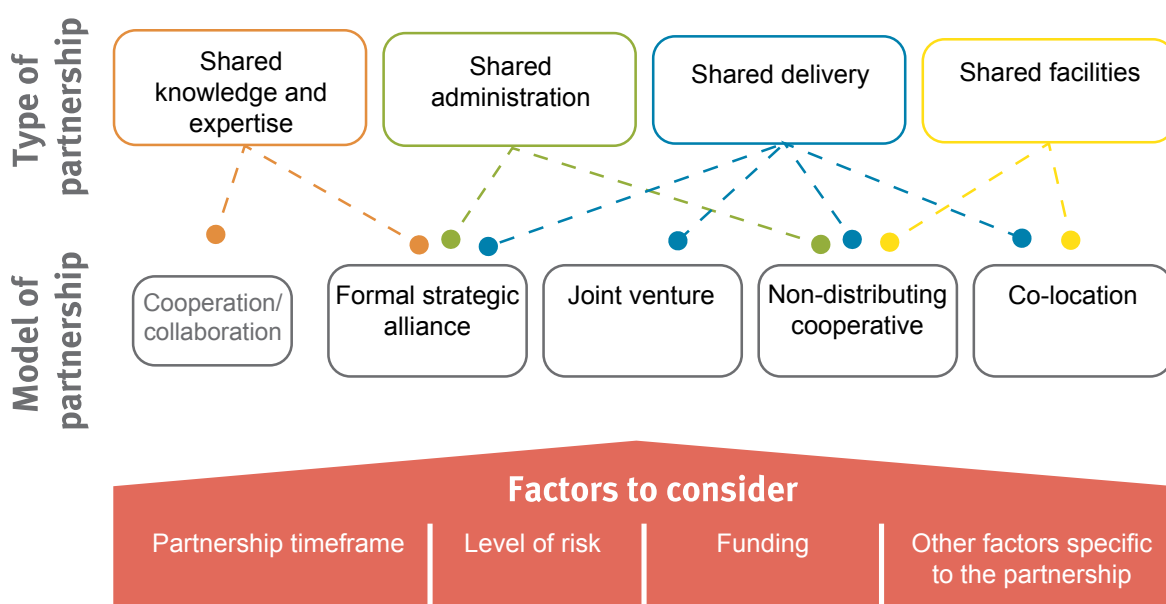 Type of
partnership
Shared
knowledge and
expertise
Shared
administration
Shared delivery
Shared facilities
Model of
partnership
Cooperation/
collaboration
Formal strategic
alliance
Joint venture
Non-distributing
cooperative
Co-location
Factors to consider
Partnership timeframe
Level of risk
Funding
Other factors specific
to the partnership